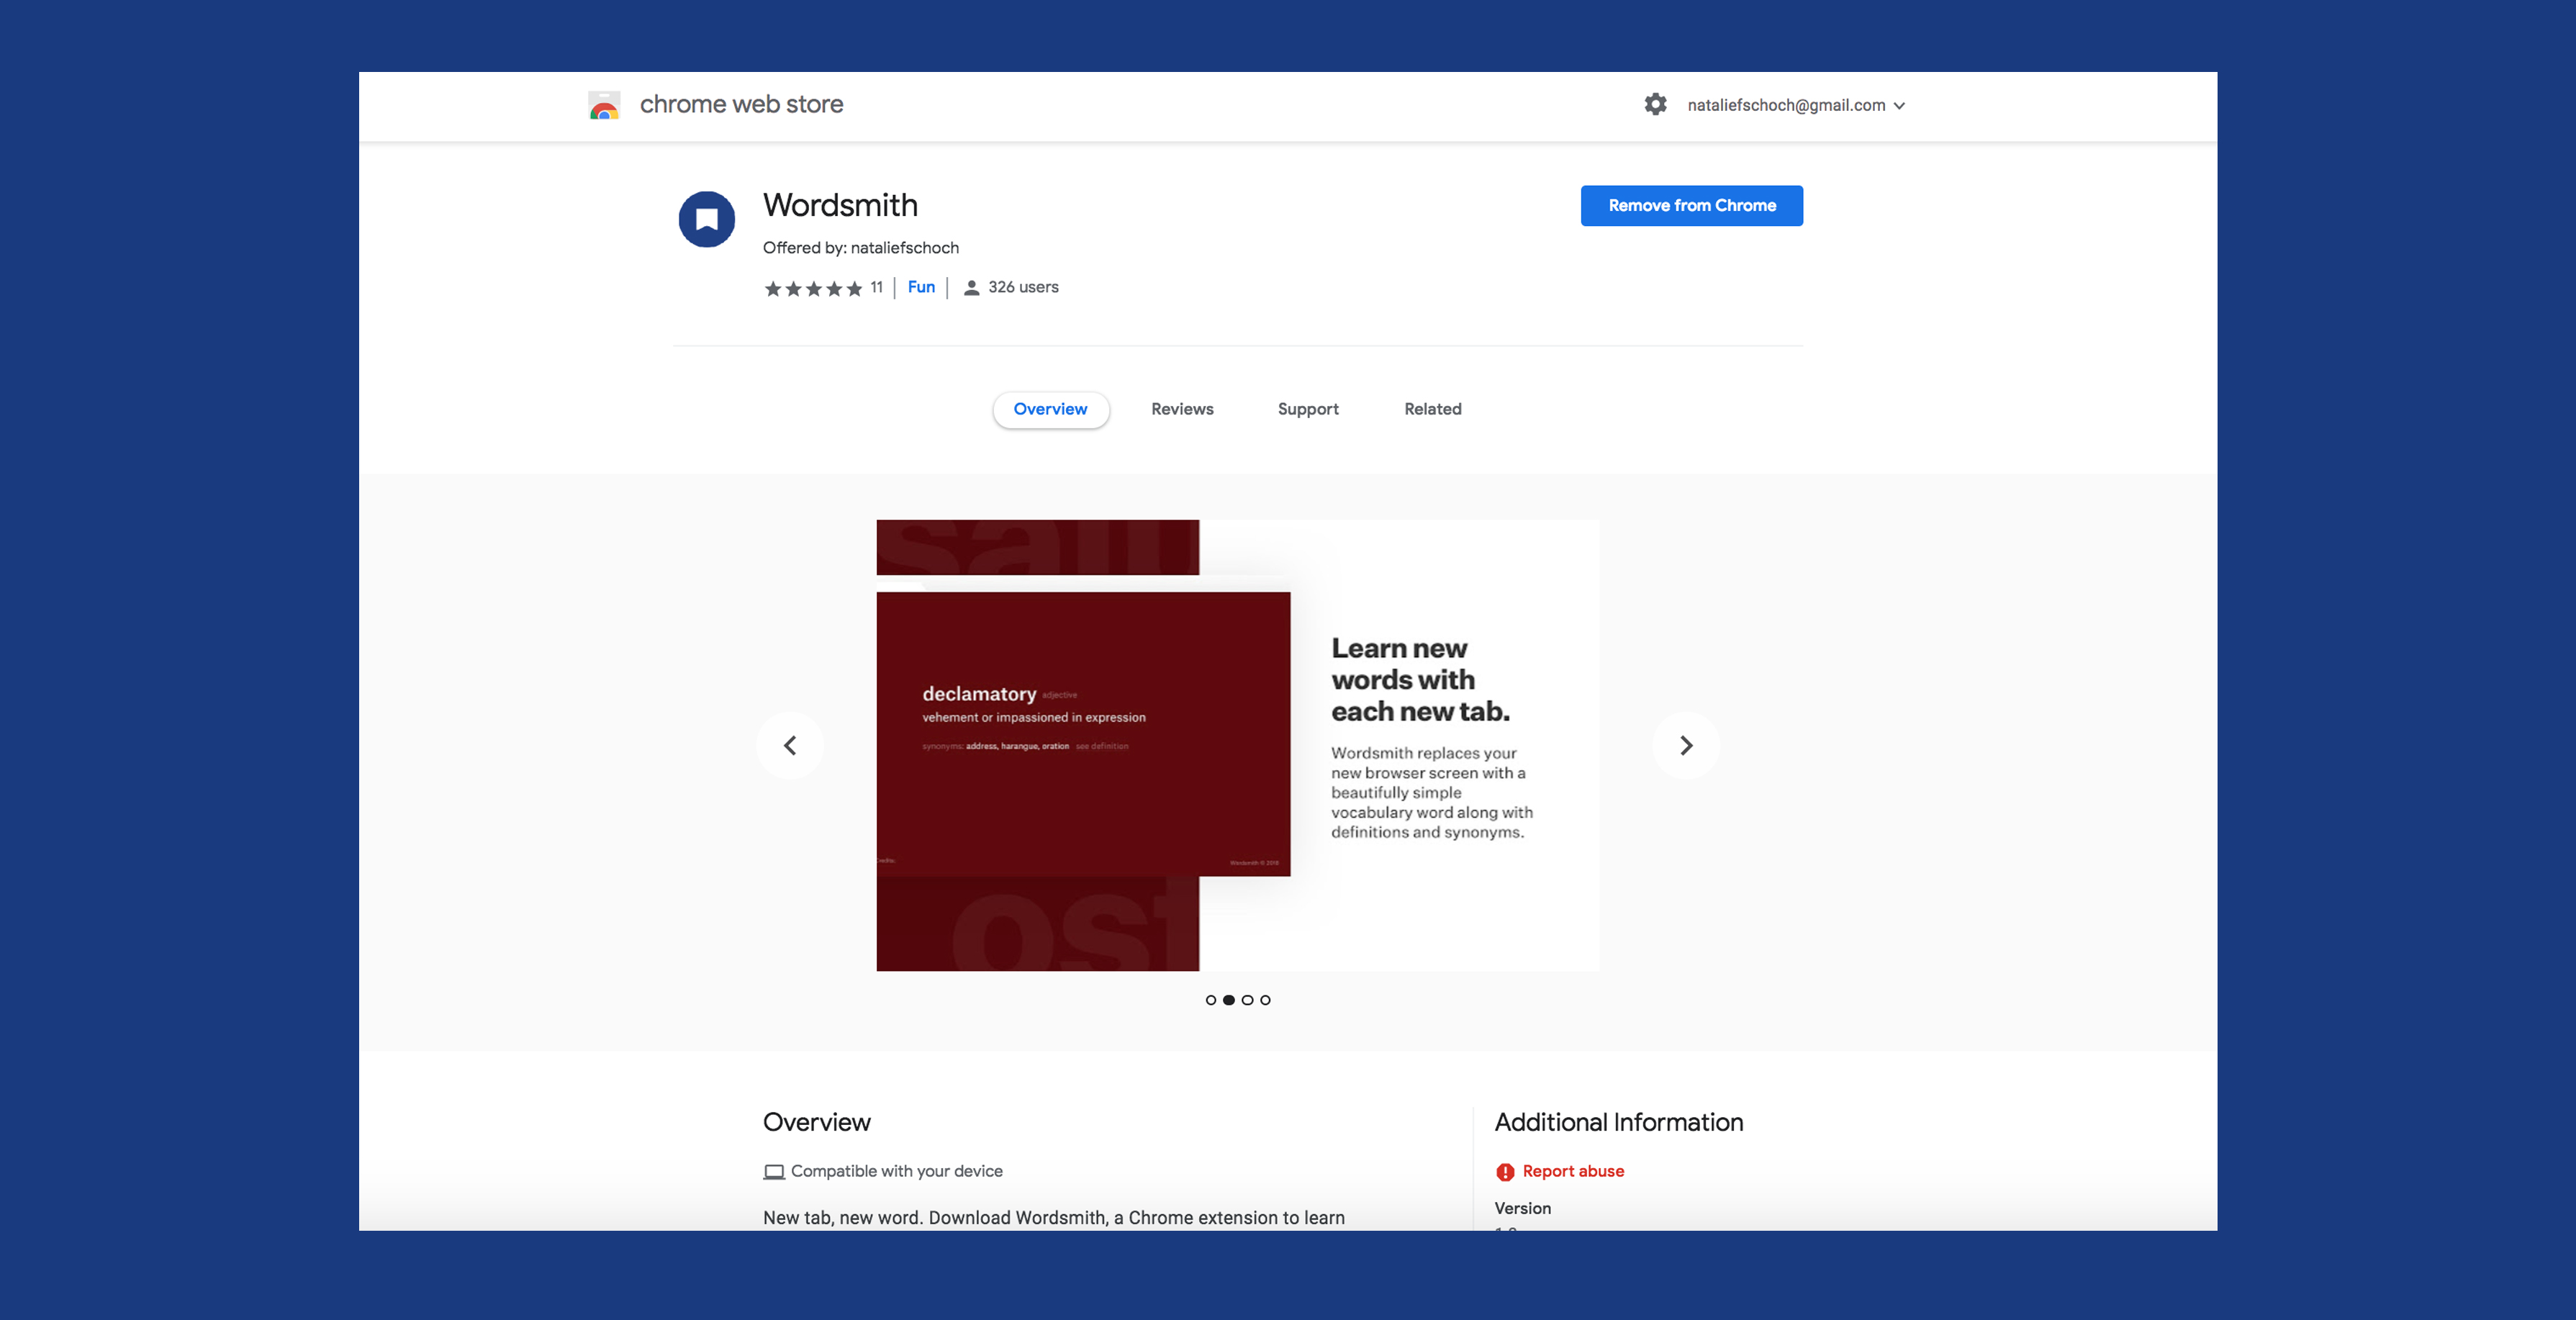 chrome web store
nataliefschoch@gmail.com
Wordsmith
Remove from Chrome
Offered by: nataliefschoch
11
Fun
326 users
Overview
Reviews
Support
Related
declamatory adjective
vehement or impassioned in expression
synonyms: address, harangue, oration see definition
Wordsmith © 2018
Learn new
words with
each new tab.
Wordsmith replaces your
new browser screen with a
beautifully simple
vocabulary word along with
definitions and synonyms.
Overview
Compatible with your device
New tab, new word. Download Wordsmith, a Chrome extension to learn
Additional Information
Report abuse
Version